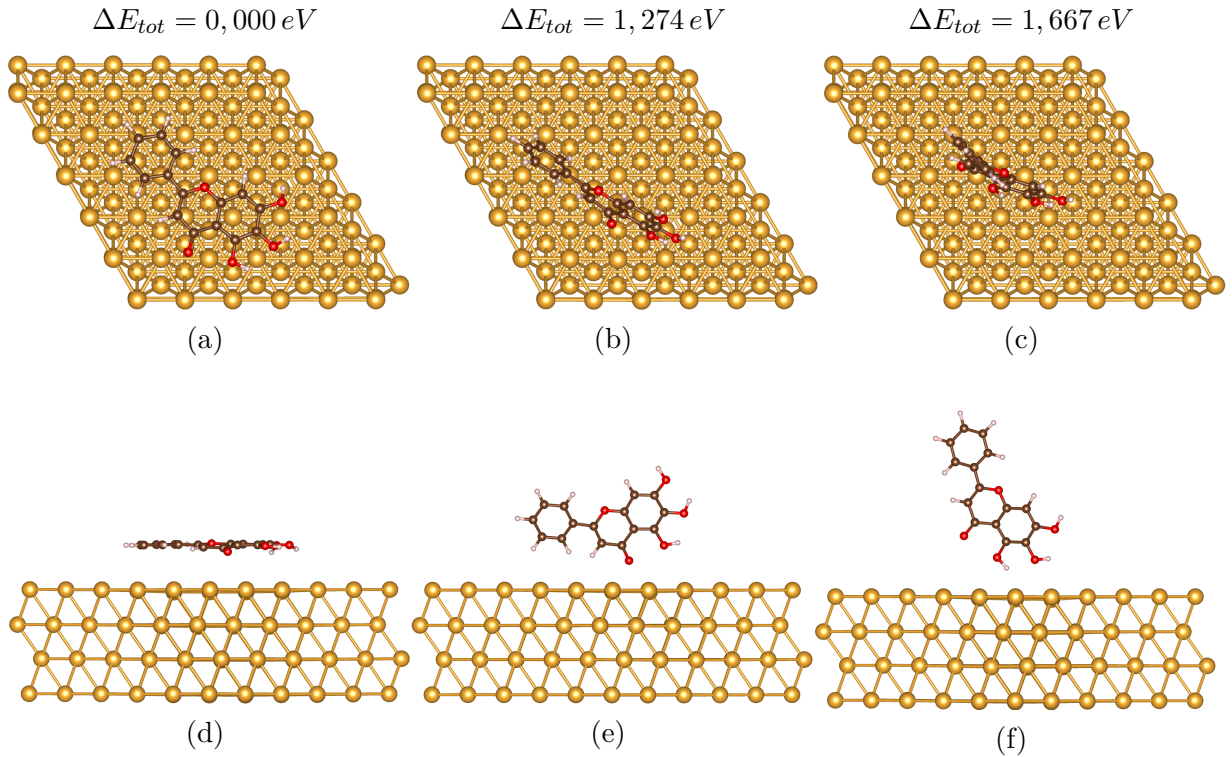 ΔE_tot = 0,000 eV
ΔE_tot = 1,274 eV
ΔE_tot = 1,667 eV
(a)
(b)
(c)
(d)
(e)
(f)